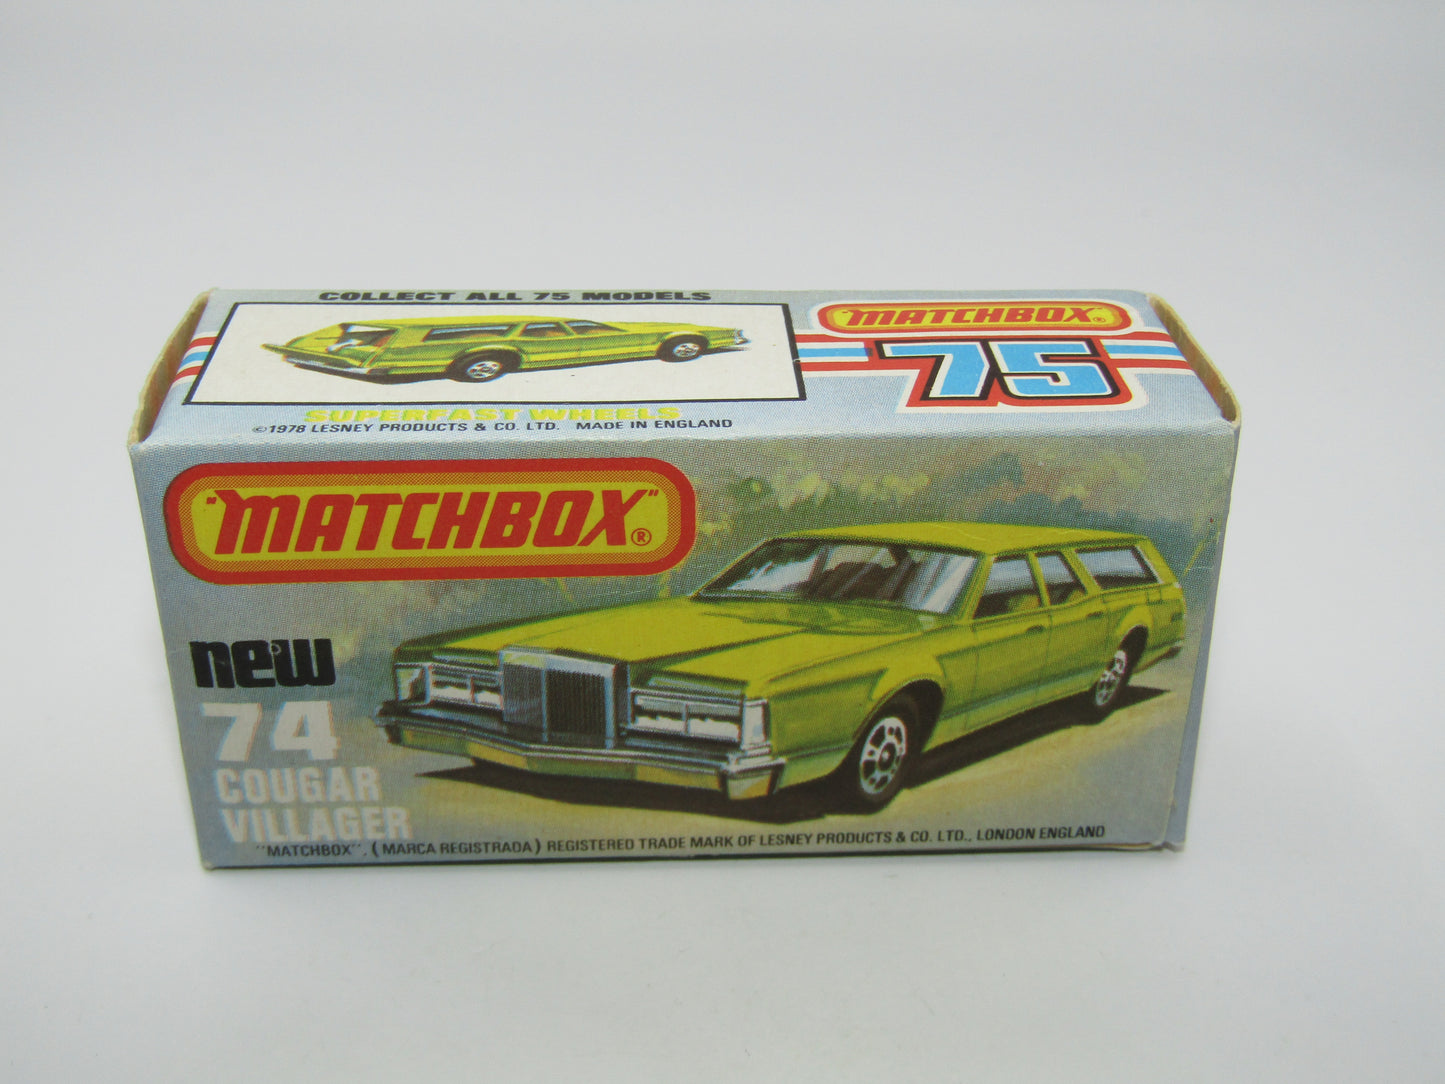 COLLECT ALL 75 MODELS
"MATCHBOX"®
75
SUPERFAST WHEELS
©1978 LESNEY PRODUCTS & CO. LTD. MADE IN ENGLAND
"MATCHBOX"®
new
74
COUGAR
VILLAGER
"MATCHBOX", (MARCA REGISTRADA) REGISTERED TRADE MARK OF LESNEY PRODUCTS & CO. LTD., LONDON ENGLAND